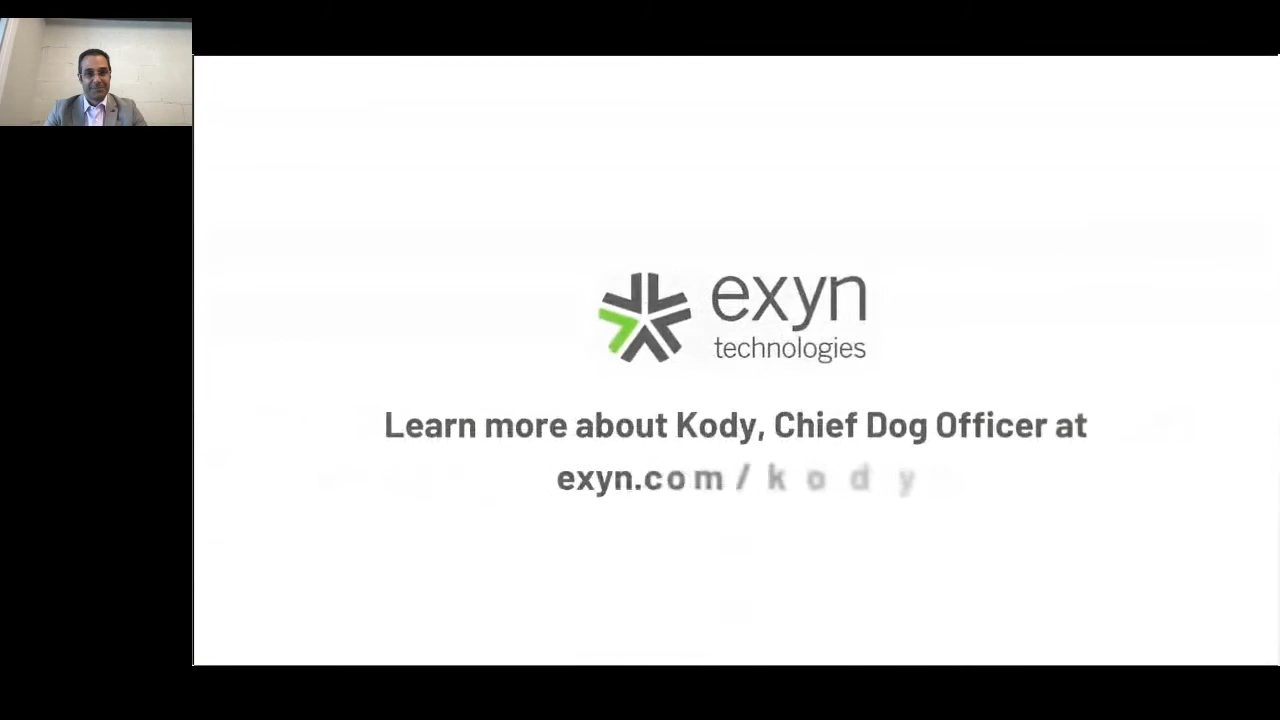 exyn
technologies
Learn more about Kody, Chief Dog Officer at
exyn.com/kody